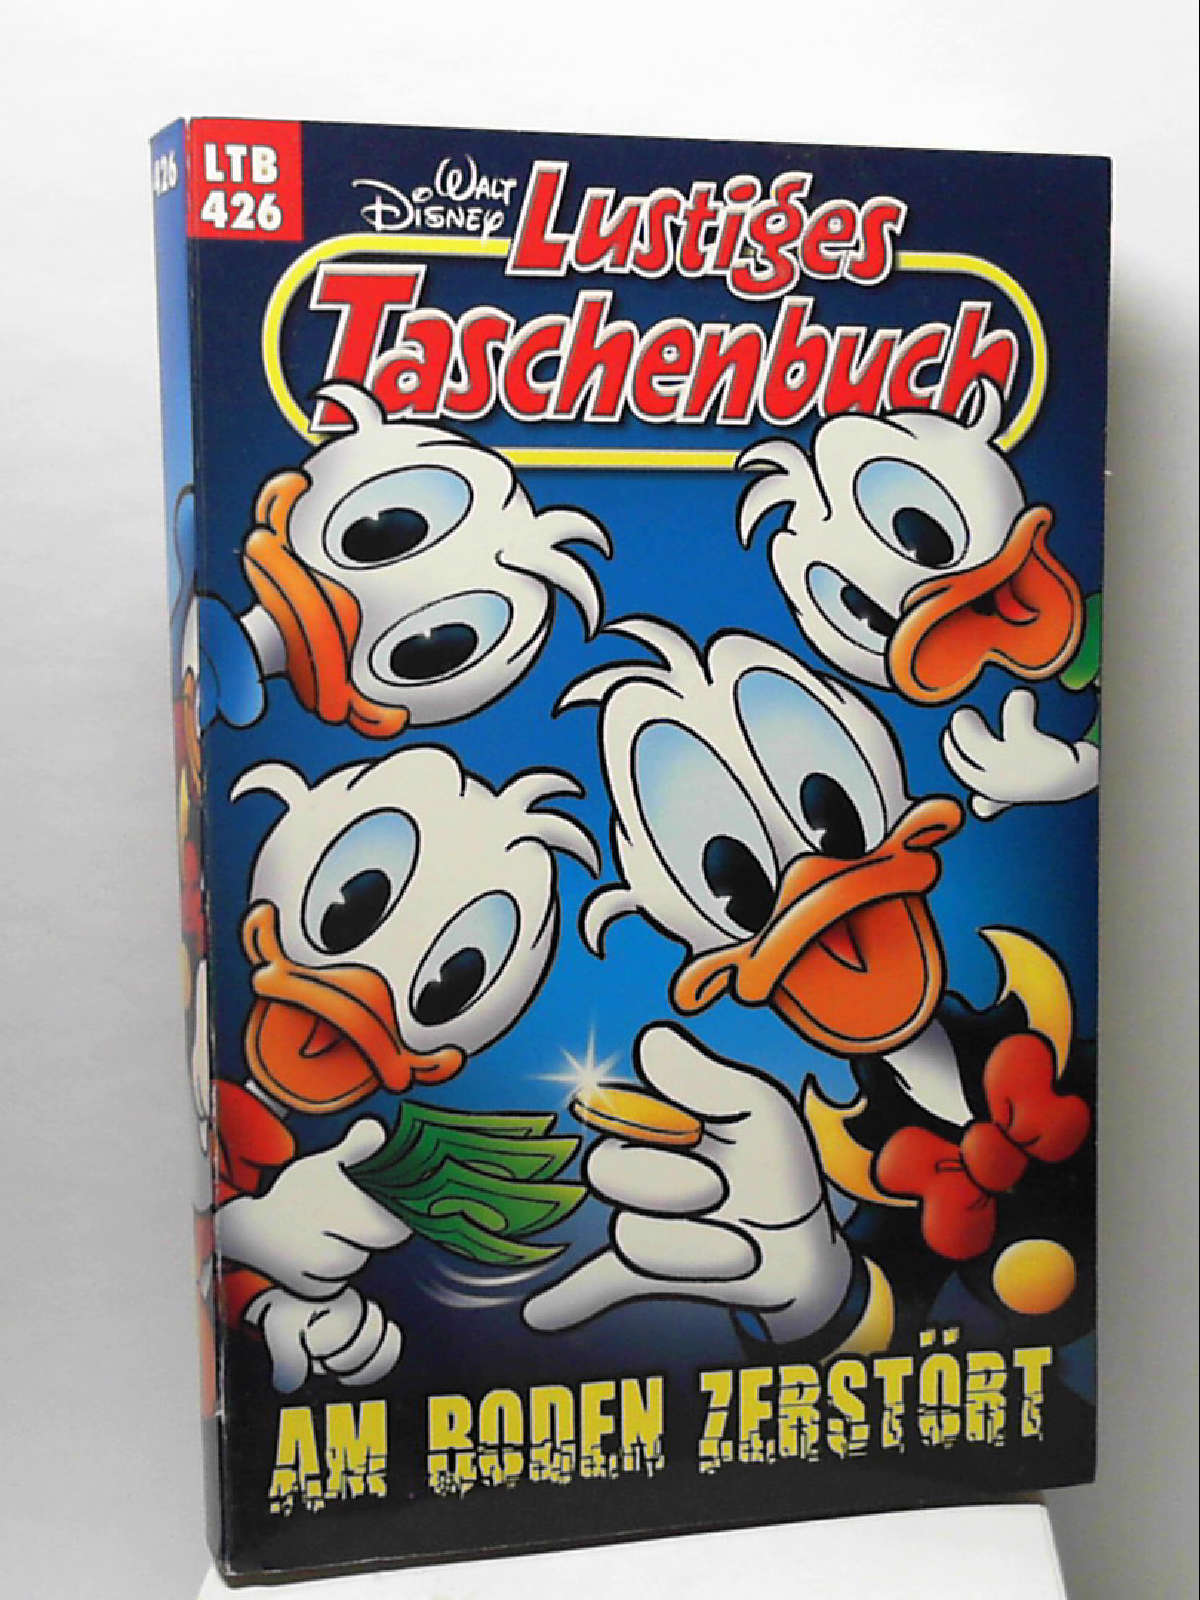 426
LTB
426
WALT
DISNEY
Lustiges
Taschenbuch
AM BODEN ZERSTÖRT